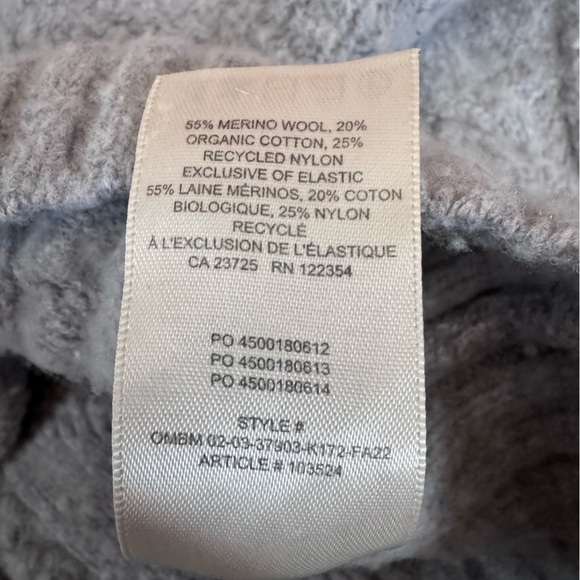 55% MERINO WOOL, 20%
ORGANIC COTTON, 25%
RECYCLED NYLON
EXCLUSIVE OF ELASTIC
55% LAINE MÉRINOS, 20% COTON
BIOLOGIQUE, 25% NYLON
RECYCLÉ
À L'EXCLUSION DE L'ÉLASTIQUE
CA 23725 RN 122354
PO 4500180612
PO 4500180613
PO 4500180614
STYLE #
OMBM 02-03-37903-K172-FA22
ARTICLE # 103524